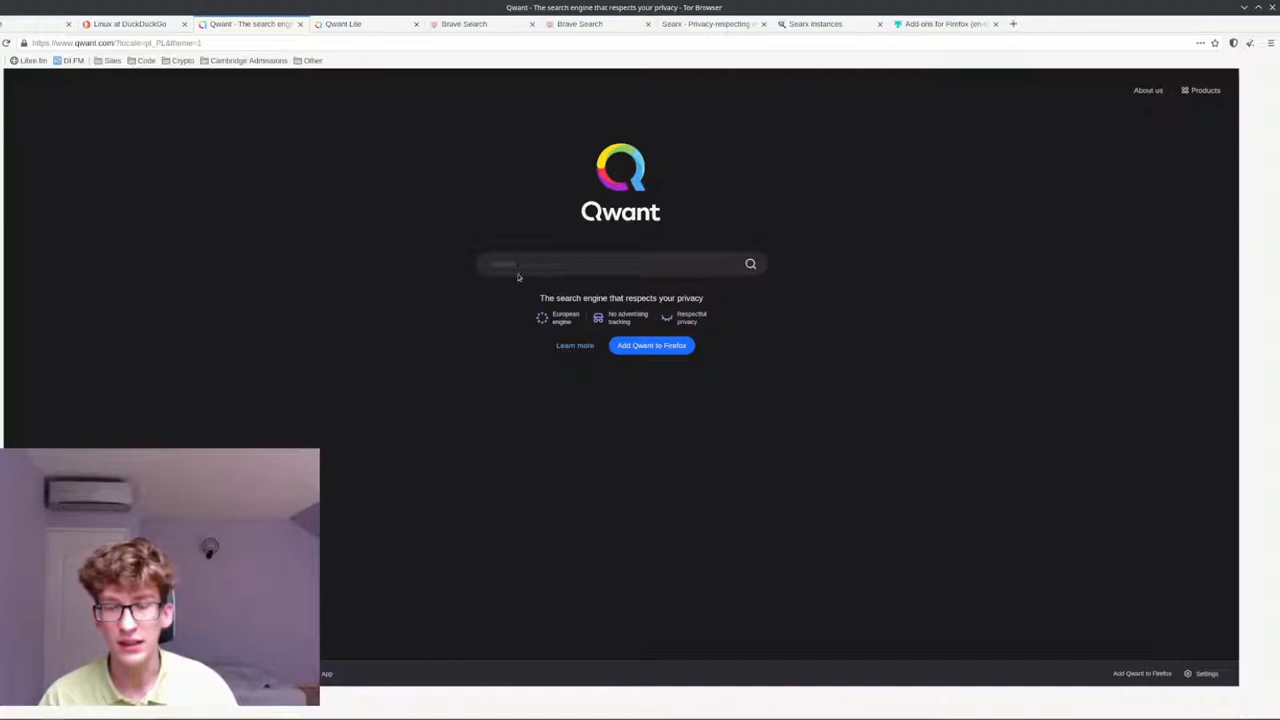 Qwant - The search engine that respects your privacy - Tor Browser
Linux at DuckDuckGo
Qwant - The search engi
Qwant Lite
Brave Search
Brave Search
Searx - Privacy-respecting m
Searx instances
Add-ons for Firefox (en-
https://www.qwant.com/?locale=pl_PL&theme=1
Libre fm
DI.FM
Sites
Code
Crypto
Cambridge Admissions
Other
About us
Products
Qwant
The search engine that respects your privacy
European engine
No advertising tracking
Respectful privacy
Learn more
Add Qwant to Firefox
App
Add Qwant to Firefox
Settings